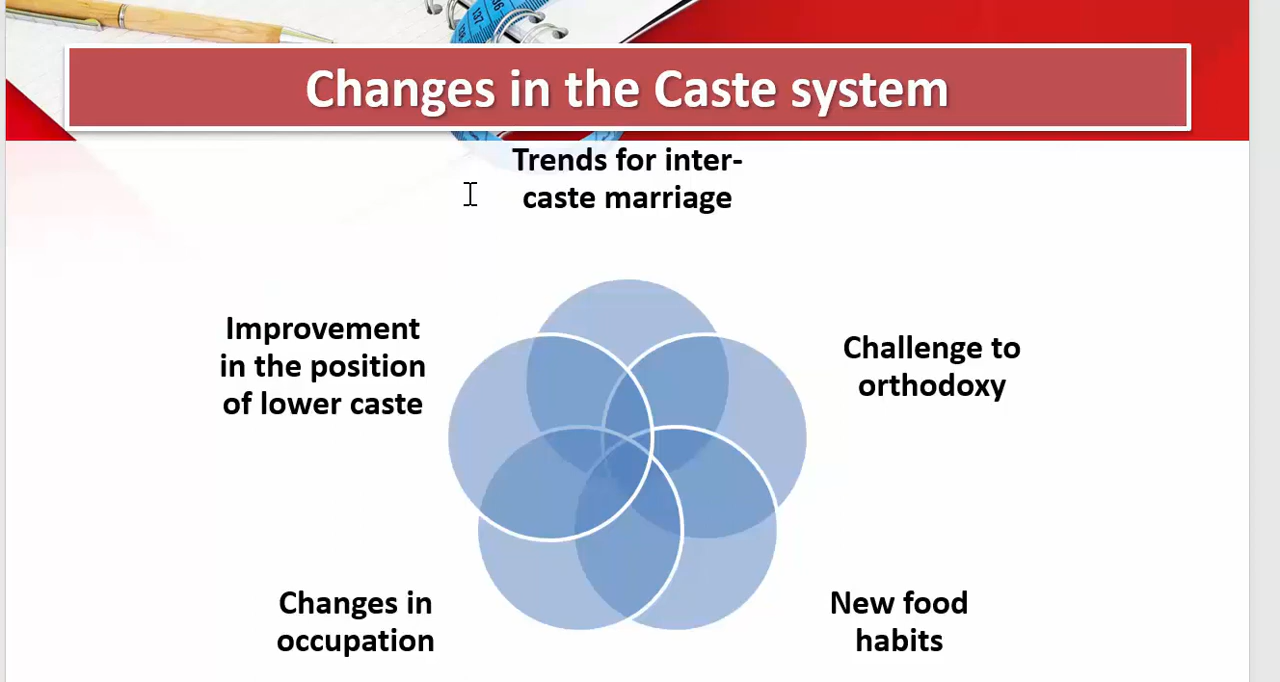 Changes in the Caste system
Trends for inter-
caste marriage
Challenge to
orthodoxy
New food
habits
Changes in
occupation
Improvement
in the position
of lower caste